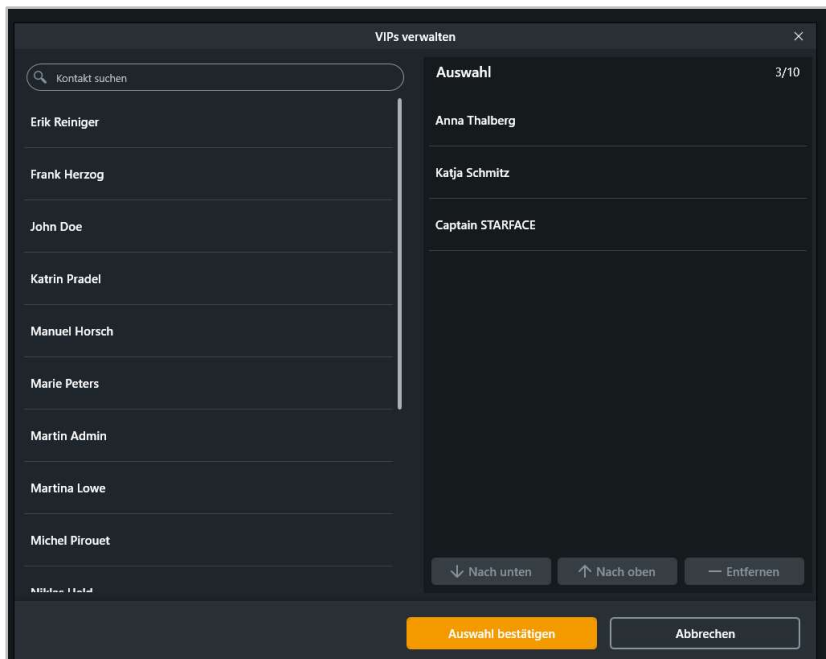 VIPs verwalten
Kontakt suchen
Erik Reiniger
Frank Herzog
John Doe
Katrin Pradel
Manuel Horsch
Marie Peters
Martin Admin
Martina Lowe
Michel Pirouet
Auswahl 3/10
Anna Thalberg
Katja Schmitz
Captain STARFACE
Nach unten Nach oben Entfernen
Auswahl bestätigen Abbrechen